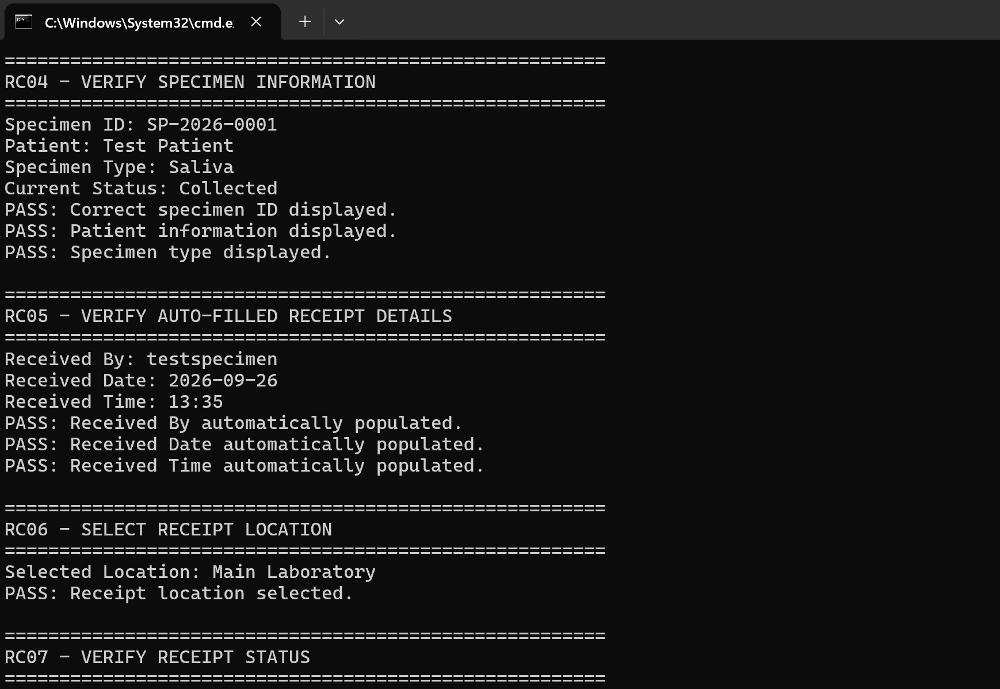 C:\Windows\System32\cmd.e
=======================================================
RC04 - VERIFY SPECIMEN INFORMATION
=======================================================
Specimen ID: SP-2026-0001
Patient: Test Patient
Specimen Type: Saliva
Current Status: Collected
PASS: Correct specimen ID displayed.
PASS: Patient information displayed.
PASS: Specimen type displayed.
=======================================================
RC05 - VERIFY AUTO-FILLED RECEIPT DETAILS
=======================================================
Received By: testspecimen
Received Date: 2026-09-26
Received Time: 13:35
PASS: Received By automatically populated.
PASS: Received Date automatically populated.
PASS: Received Time automatically populated.
=======================================================
RC06 - SELECT RECEIPT LOCATION
=======================================================
Selected Location: Main Laboratory
PASS: Receipt location selected.
=======================================================
RC07 - VERIFY RECEIPT STATUS
=======================================================